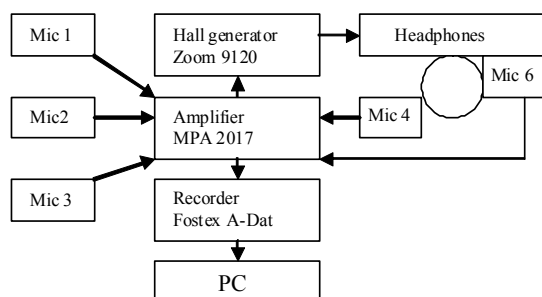 Mic 1
Hall generator
Zoom 9120
Headphones
Mic 6
Mic2
Amplifier
MPA 2017
Mic 4
Mic 3
Recorder
Fostex A-Dat
PC